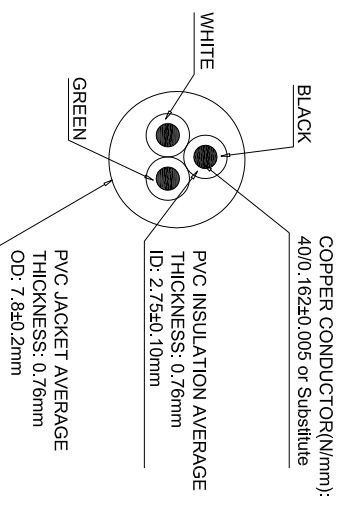 COPPER CONDUCTOR(N/mm):
40/0.162±0.005 or Substitute
BLACK
WHITE
PVC INSULATION AVERAGE
THICKNESS: 0.76mm
ID: 2.75±0.10mm
GREEN
PVC JACKET AVERAGE
THICKNESS: 0.76mm
OD: 7.8±0.2mm